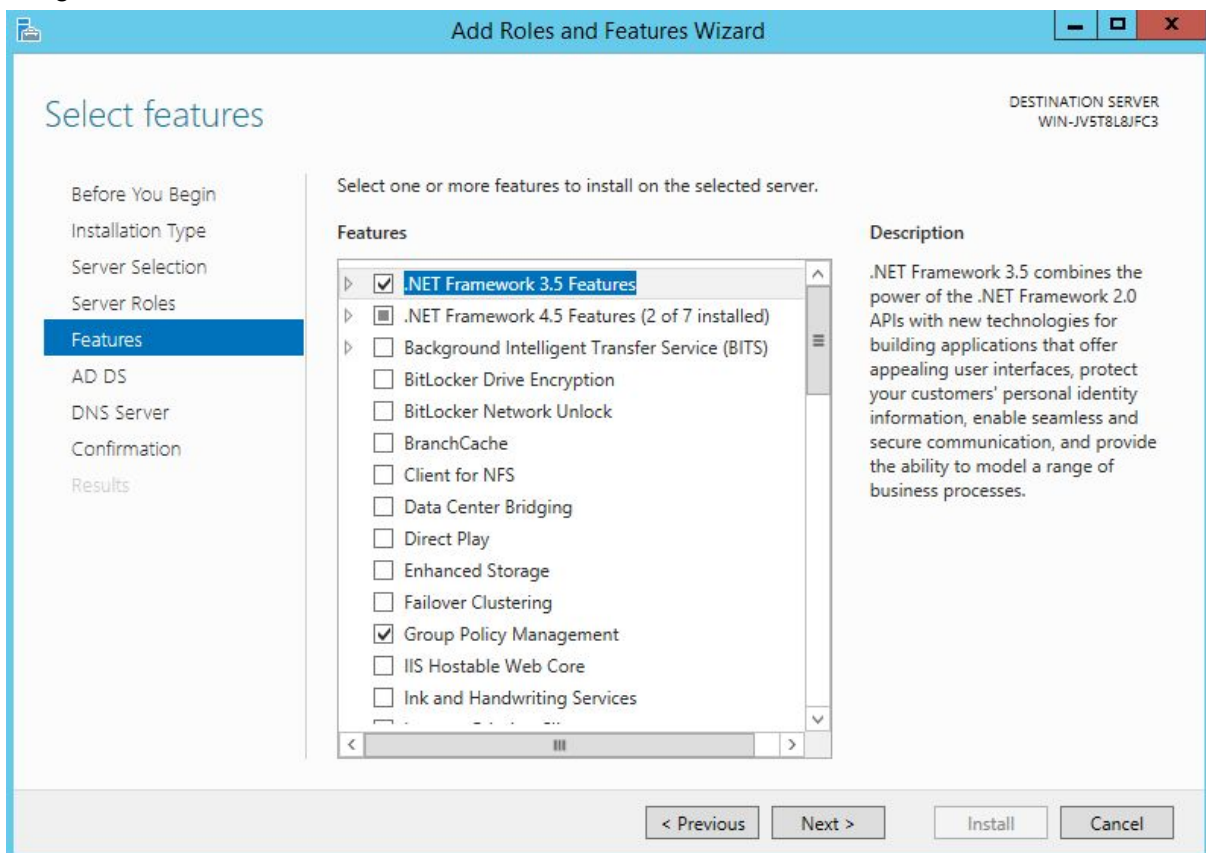 Add Roles and Features Wizard
Select features
DESTINATION SERVER
WIN-JV5T8L8JFC3
Before You Begin
Installation Type
Server Selection
Server Roles
Features
AD DS
DNS Server
Confirmation
Results
Select one or more features to install on the selected server.
Features
.NET Framework 3.5 Features
.NET Framework 4.5 Features (2 of 7 installed)
Background Intelligent Transfer Service (BITS)
BitLocker Drive Encryption
BitLocker Network Unlock
BranchCache
Client for NFS
Data Center Bridging
Direct Play
Enhanced Storage
Failover Clustering
Group Policy Management
IIS Hostable Web Core
Ink and Handwriting Services
Description
.NET Framework 3.5 combines the
power of the .NET Framework 2.0
APIs with new technologies for
building applications that offer
appealing user interfaces, protect
your customers' personal identity
information, enable seamless and
secure communication, and provide
the ability to model a range of
business processes.
< Previous
Next >
Install
Cancel